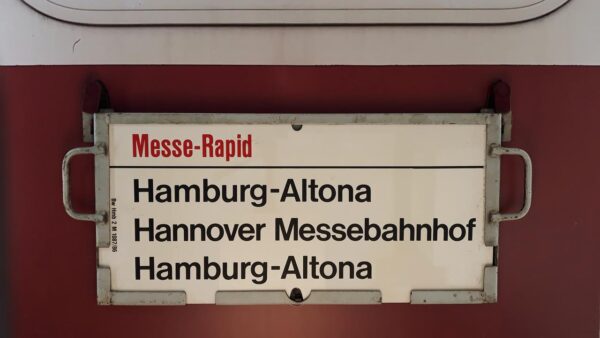 Messe-Rapid
Hamburg-Altona
Hannover Messebahnhof
Hamburg-Altona